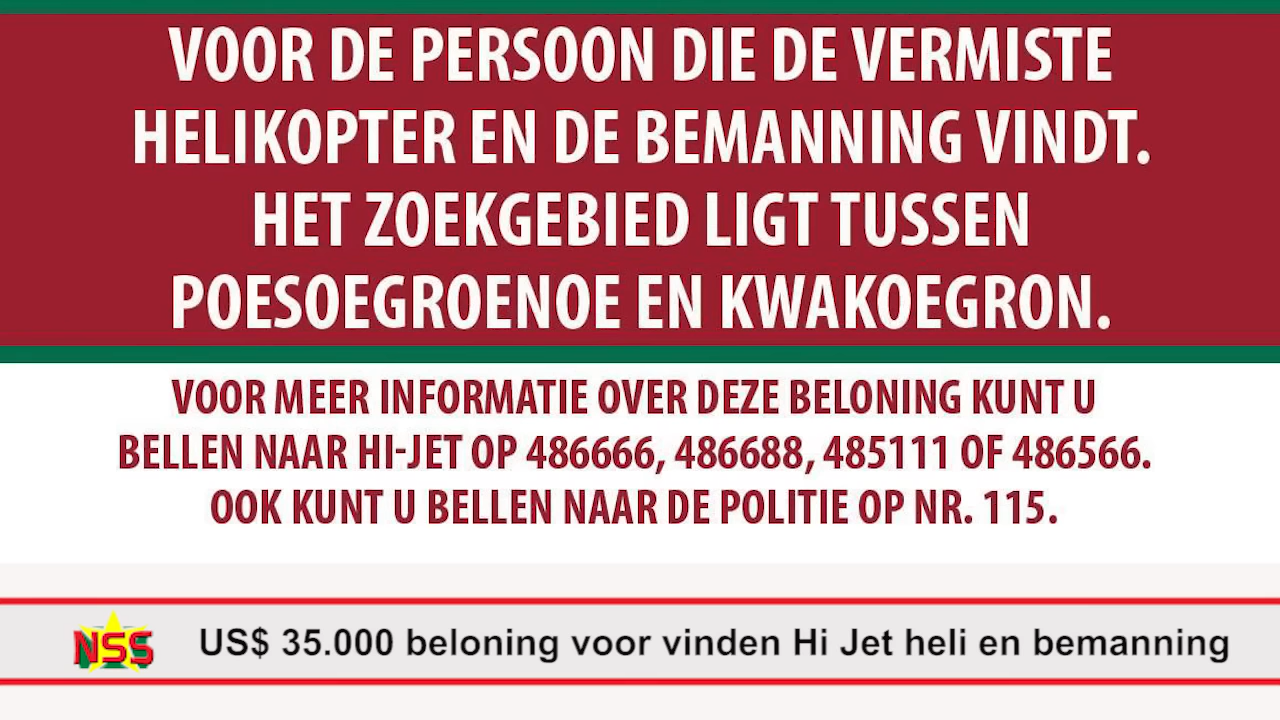 VOOR DE PERSOON DIE DE VERMISTE
HELIKOPTER EN DE BEMANNING VINDT.
HET ZOEKGEBIED LIGT TUSSEN
POESOEGROENOE EN KWAKOEGRON.
VOOR MEER INFORMATIE OVER DEZE BELONING KUNT U
BELLEN NAAR HI-JET OP 486666, 486688, 485111 OF 486566.
OOK KUNT U BELLEN NAAR DE POLITIE OP NR. 115.
NSS
US$ 35.000 beloning voor vinden Hi Jet heli en bemanning